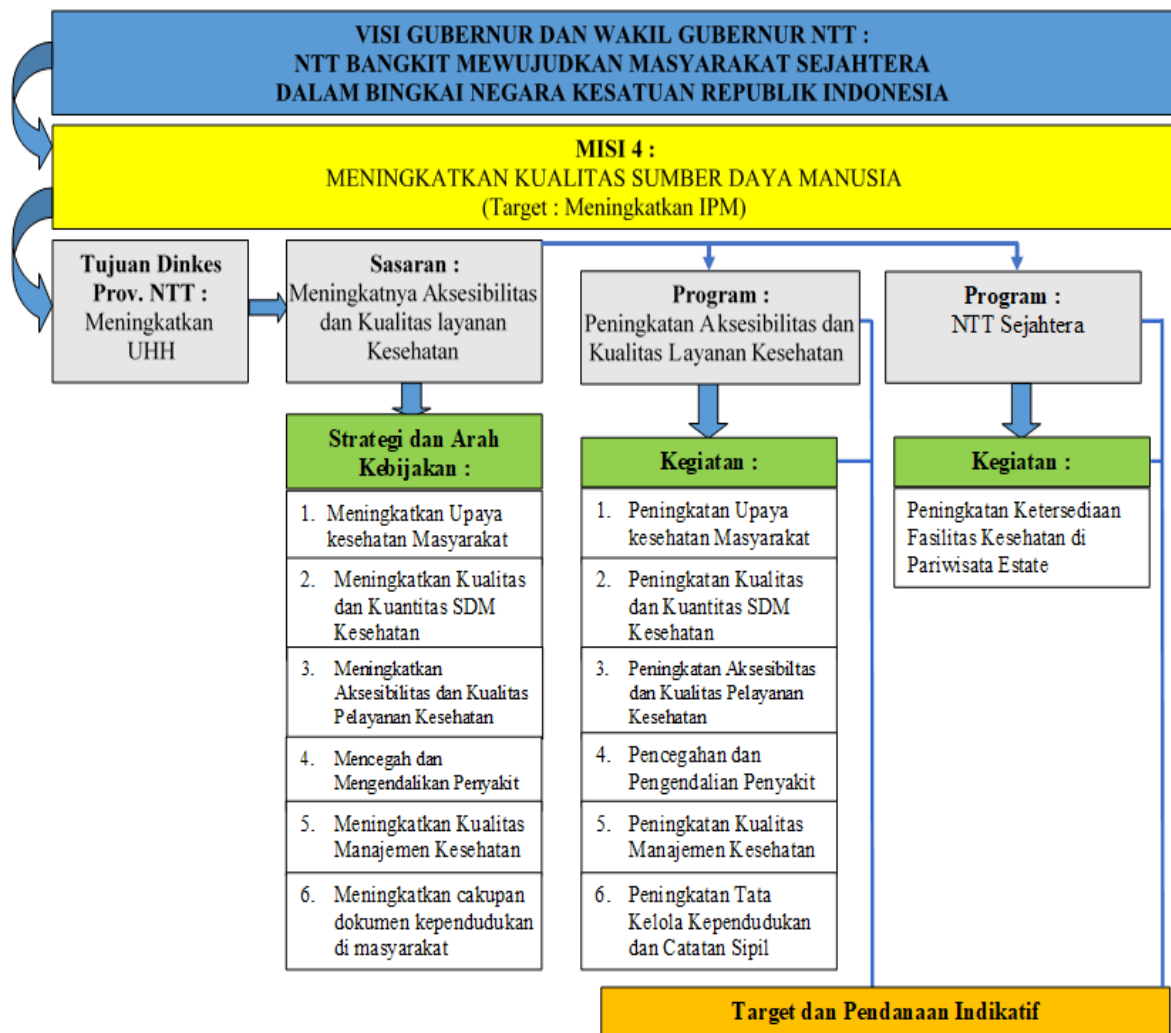 VISI GUBERNUR DAN WAKIL GUBERNUR NTT :
NTT BANGKIT MEWUJUDKAN MASYARAKAT SEJAHTERA
DALAM BINGKAI NEGARA KESATUAN REPUBLIK INDONESIA
MISI 4 :
MENINGKATKAN KUALITAS SUMBER DAYA MANUSIA
(Target : Meningkatkan IPM)
Tujuan Dinkes
Prov. NTT :
Meningkatkan
UHH
Sasaran :
Meningkatnya Aksesibilitas
dan Kualitas layanan
Kesehatan
Program :
Peningkatan Aksesibilitas dan
Kualitas Layanan Kesehatan
Program :
NTT Sejahtera
Strategi dan Arah
Kebijakan :
1. Meningkatkan Upaya
kesehatan Masyarakat
2. Meningkatkan Kualitas
dan Kuantitas SDM
Kesehatan
3. Meningkatkan
Aksesibilitas dan Kualitas
Pelayanan Kesehatan
4. Mencegah dan
Mengendalikan Penyakit
5. Meningkatkan Kualitas
Manajemen Kesehatan
6. Meningkatkan cakupan
dokumen kependudukan
di masyarakat
Kegiatan :
1. Peningkatan Upaya
kesehatan Masyarakat
2. Peningkatan Kualitas
dan Kuantitas SDM
Kesehatan
3. Peningkatan Aksesibiltas
dan Kualitas Pelayanan
Kesehatan
4. Pencegahan dan
Pengendalian Penyakit
5. Peningkatan Kualitas
Manajemen Kesehatan
6. Peningkatan Tata
Kelola Kependudukan
dan Catatan Sipil
Kegiatan :
Peningkatan Ketersediaan
Fasilitas Kesehatan di
Pariwisata Estate
Target dan Pendanaan Indikatif